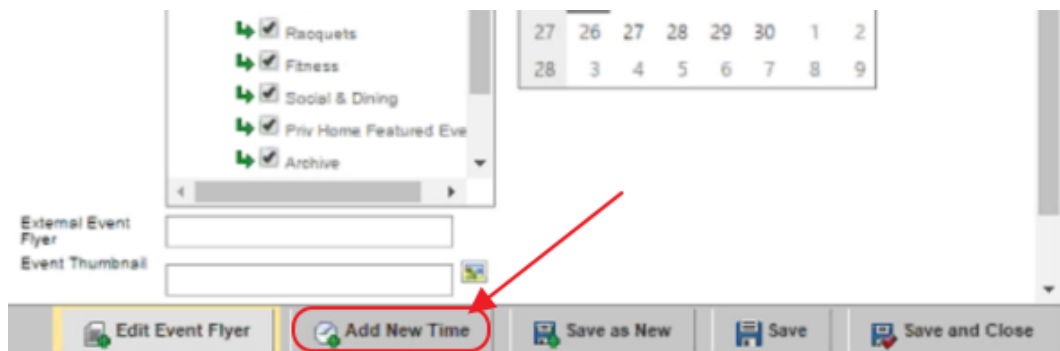 Racquets
Fitness
Social & Dining
Priv Home Featured Eve
Archive
27 26 27 28 29 30 1 2
28 3 4 5 6 7 8 9
External Event
Flyer
Event Thumbnail
Edit Event Flyer Add New Time Save as New Save Save and Close